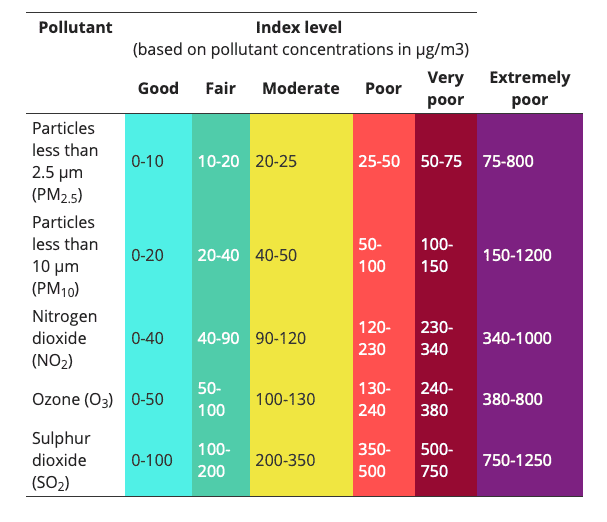 Pollutant Index level
(based on pollutant concentrations in µg/m3)
Good Fair Moderate Poor Very poor Extremely poor
Particles less than 2.5 µm (PM2.5) 0-10 10-20 20-25 25-50 50-75 75-800
Particles less than 10 µm (PM10) 0-20 20-40 40-50 50-100 100-150 150-1200
Nitrogen dioxide (NO2) 0-40 40-90 90-120 120-230 230-340 340-1000
Ozone (O3) 0-50 50-100 100-130 130-240 240-380 380-800
Sulphur dioxide (SO2) 0-100 100-200 200-350 350-500 500-750 750-1250